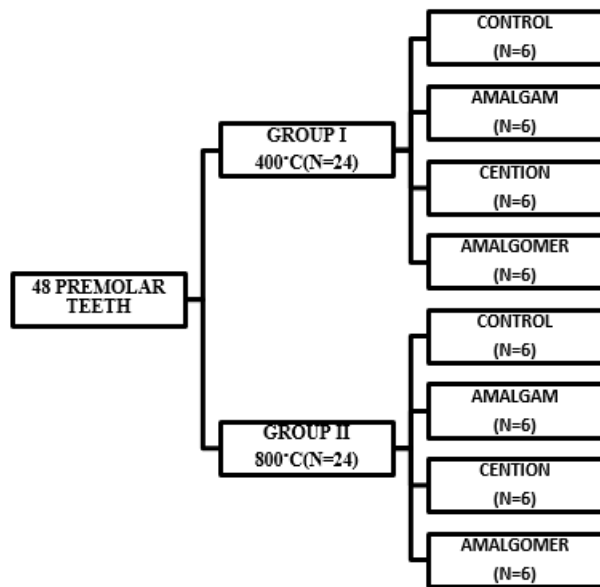 48 PREMOLAR
TEETH
GROUP I
400°C(N=24)
CONTROL
(N=6)
AMALGAM
(N=6)
CENTION
(N=6)
AMALGOMER
(N=6)
GROUP II
800°C(N=24)
CONTROL
(N=6)
AMALGAM
(N=6)
CENTION
(N=6)
AMALGOMER
(N=6)